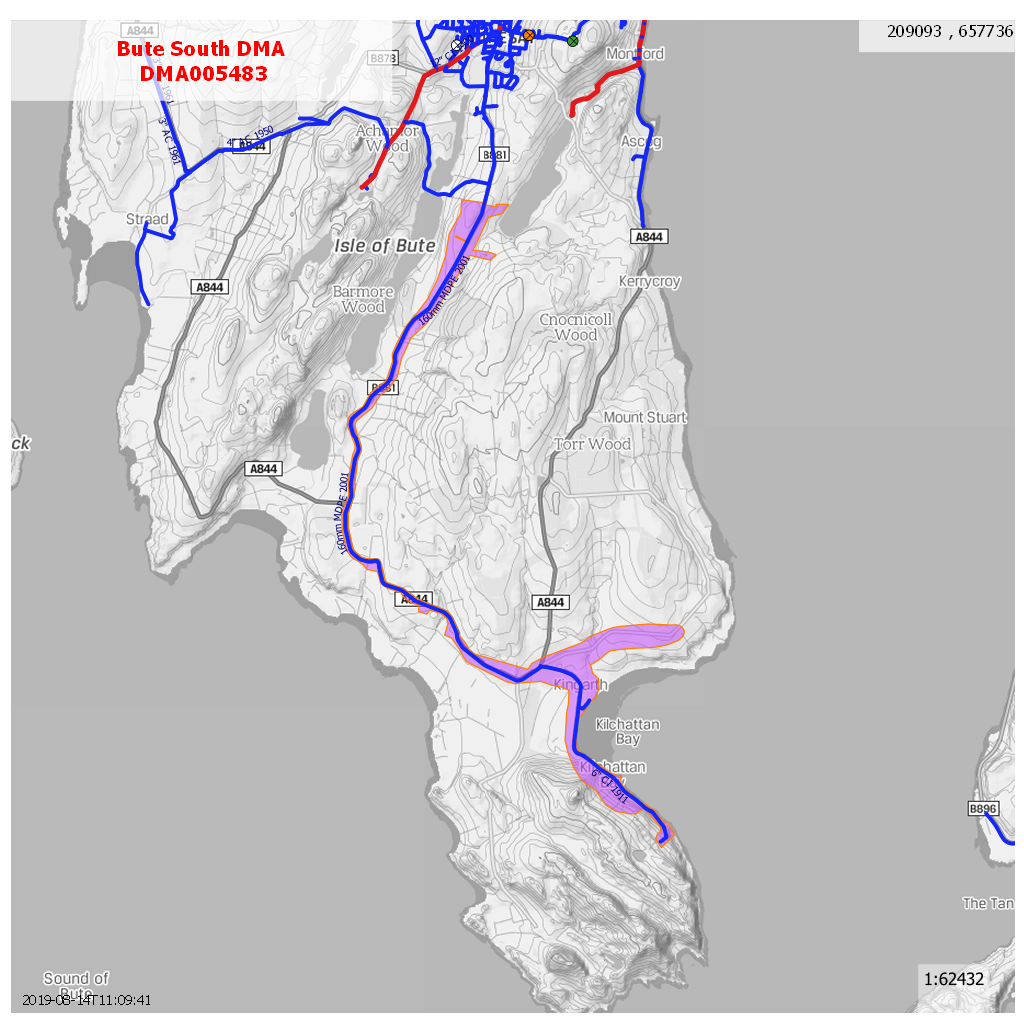 A844
209093 , 657736
Bute South DMA
DMA005483
B878
Montford
3" AC 1961
4" AC 1950
A844
Achamor
Wood
B881
Ascog
Straad
A844
Isle of Bute
Kerrycroy
A844
160mm MDPE 2001
Barmore
Wood
Cnocnicoll
Wood
B881
Mount Stuart
Torr Wood
A844
160mm MDPE 2001
A844
A844
Kingarth
Kilchattan
Bay
Kilchattan
6" CI 1911
B896
The Tan
1:62432
Sound of
Bute
2019-03-14T11:09:41